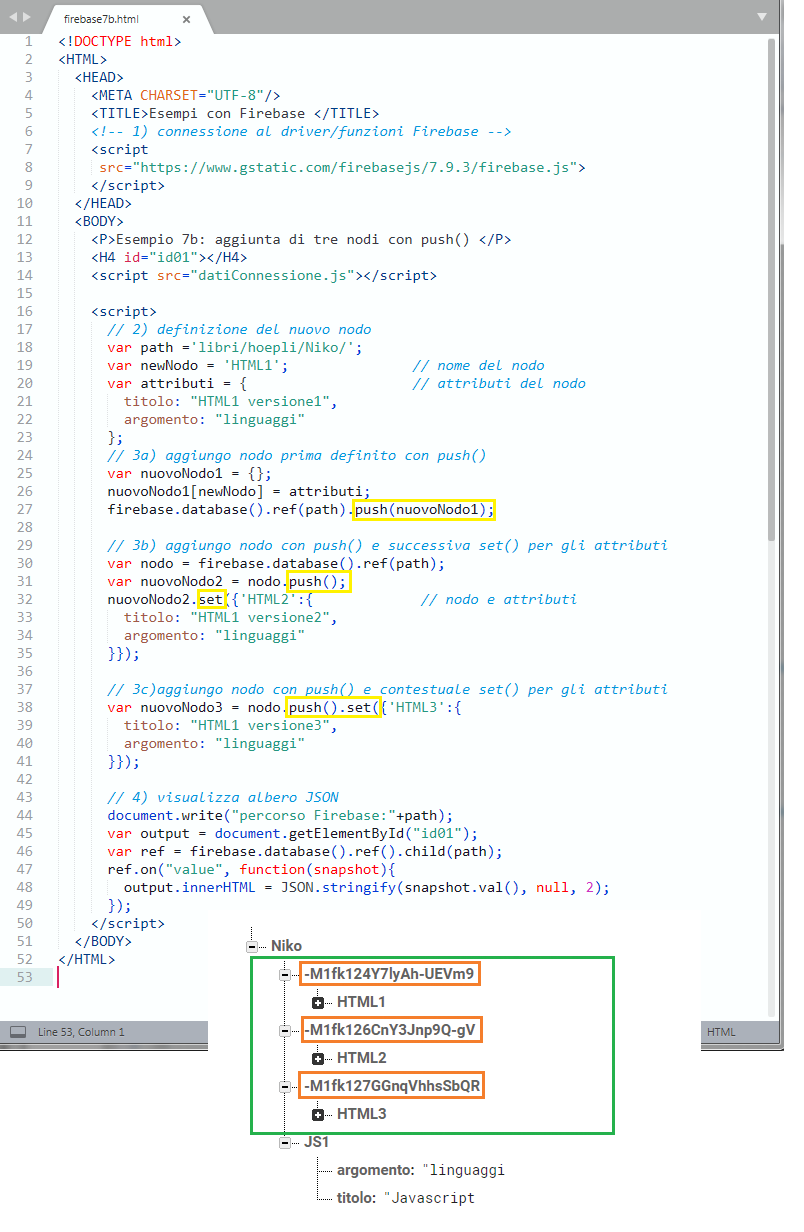 firebase7b.html
1 <!DOCTYPE html>
2 <HTML>
3 <HEAD>
4 <META CHARSET="UTF-8"/>
5 <TITLE>Esempi con Firebase </TITLE>
6 <!-- 1) connessione al driver/funzioni Firebase -->
7 <script
8 src="https://www.gstatic.com/firebasejs/7.9.3/firebase.js">
9 </script>
10 </HEAD>
11 <BODY>
12 <P>Esempio 7b: aggiunta di tre nodi con push() </P>
13 <H4 id="id01"></H4>
14 <script src="datiConnessione.js"></script>
15
16 <script>
17 // 2) definizione del nuovo nodo
18 var path ='libri/hoepli/Niko/';
19 var newNodo = 'HTML1'; // nome del nodo
20 var attributi = { // attributi del nodo
21 titolo: "HTML1 versione1",
22 argomento: "linguaggi"
23 };
24 // 3a) aggiungo nodo prima definito con push()
25 var nuovoNodo1 = {};
26 nuovoNodo1[newNodo] = attributi;
27 firebase.database().ref(path).push(nuovoNodo1);
28
29 // 3b) aggiungo nodo con push() e successiva set() per gli attributi
30 var nodo = firebase.database().ref(path);
31 var nuovoNodo2 = nodo.push();
32 nuovoNodo2.set({'HTML2':{ // nodo e attributi
33 titolo: "HTML1 versione2",
34 argomento: "linguaggi"
35 }});
36
37 // 3c)aggiungo nodo con push() e contestuale set() per gli attributi
38 var nuovoNodo3 = nodo.push().set({'HTML3':{
39 titolo: "HTML1 versione3",
40 argomento: "linguaggi"
41 }});
42
43 // 4) visualizza albero JSON
44 document.write("percorso Firebase:"+path);
45 var output = document.getElementById("id01");
46 var ref = firebase.database().ref().child(path);
47 ref.on("value", function(snapshot){
48 output.innerHTML = JSON.stringify(snapshot.val(), null, 2);
49 });
50 </script>
51 </BODY>
52 </HTML>
53
Line 53, Column 1
HTML
Niko
-M1fk124Y7lyAh-UEVm9
HTML1
-M1fk126CnY3Jnp9Q-gV
HTML2
-M1fk127GGnqVhhsSbQR
HTML3
JS1
argomento: "linguaggi
titolo: "Javascript